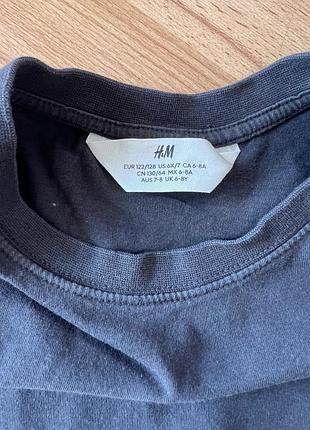 H&M
EUR 122/128 US 6X/7 CA 6-8A
CN 130/64 MX 6-8A
AUS 7-8 UK 6-8Y